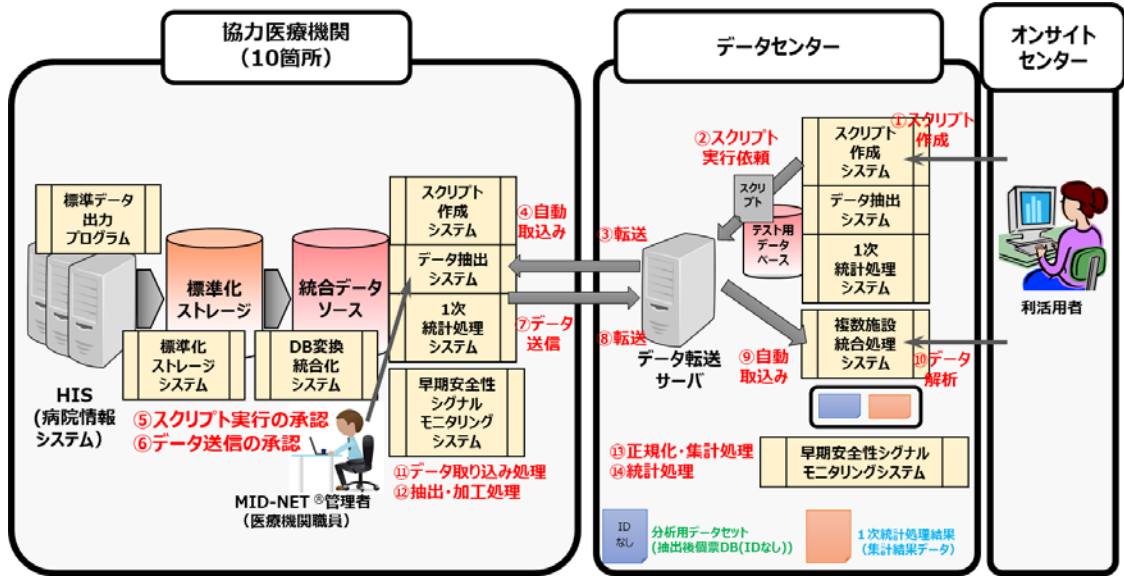 協力医療機関
（10箇所）
データセンター
オンサイト
センター
標準データ
出力
プログラム
HIS
(病院情報
システム）
標準化
ストレージ
標準化
ストレージ
システム
統合データ
ソース
DB変換
統合化
システム
スクリプト
作成
システム
データ抽出
システム
1次
統計処理
システム
早期安全性
シグナル
モニタリング
システム
④自動
取込み
⑦データ
送信
⑤スクリプト実行の承認
⑥データ送信の承認
⑪データ取り込み処理
⑫抽出・加工処理
MID-NET ®管理者
（医療機関職員）
③転送
⑧転送
データ転送
サーバ
②スクリプト
実行依頼
スクリ
プト
テスト用
データ
ベース
①スクリプト
作成
スクリプト
作成
システム
データ抽出
システム
1次
統計処理
システム
複数施設
統合処理
システム
⑨自動
取込み
⑩データ
解析
利活用者
⑬正規化・集計処理
⑭統計処理
早期安全性シグナル
モニタリングシステム
ID
なし
分析用データセット
(抽出後個票DB(IDなし))
１次統計処理結果
（集計結果データ）